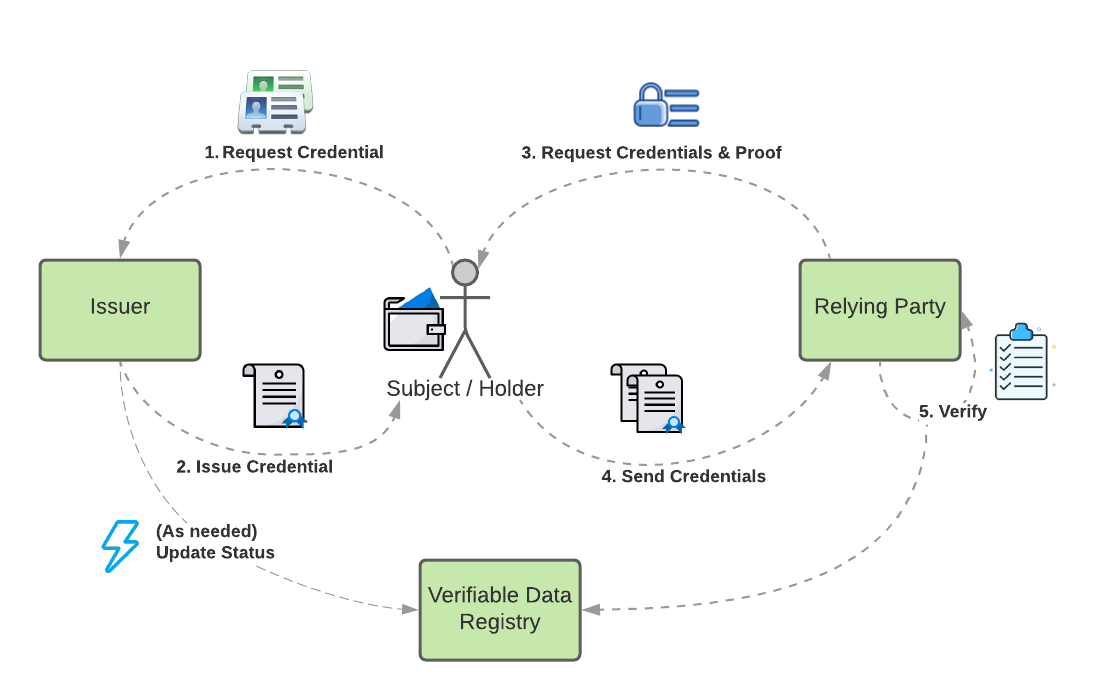 1. Request Credential
3. Request Credentials & Proof
Issuer
Relying Party
Subject / Holder
5. Verify
2. Issue Credential
4. Send Credentials
(As needed)
Update Status
Verifiable Data
Registry